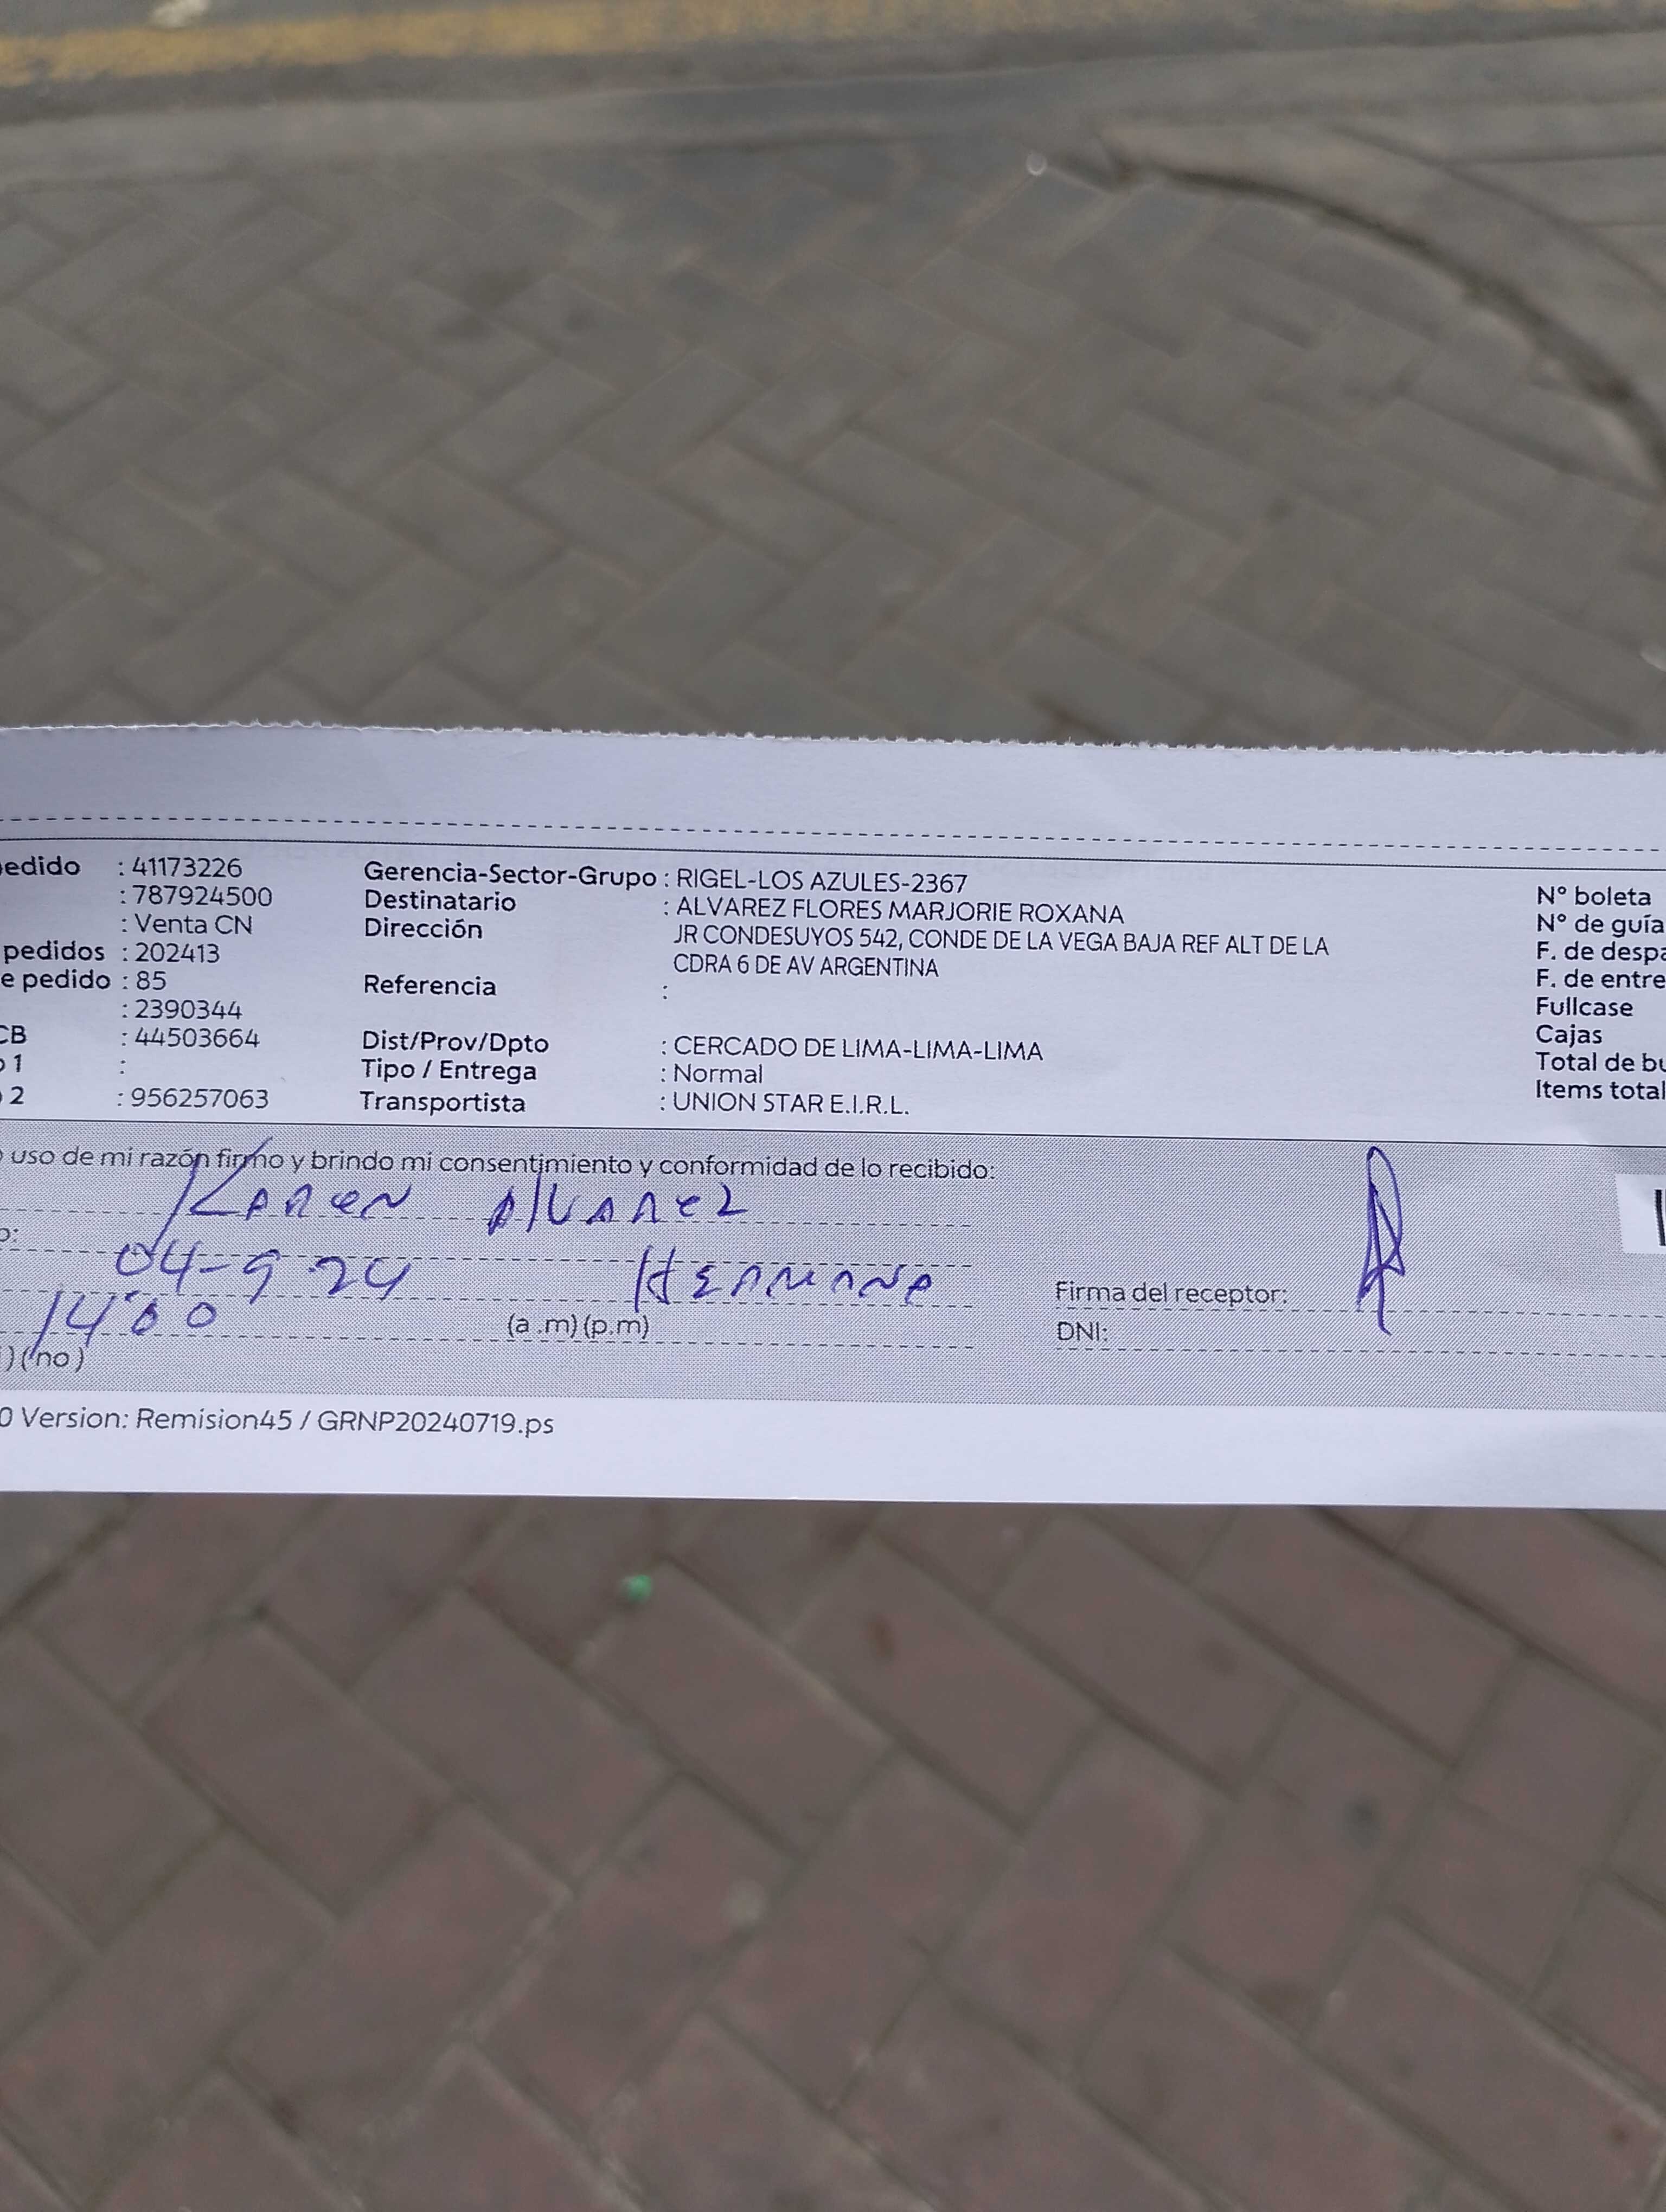 edido : 41173226
: 787924500
: Venta CN
pedidos : 202413
e pedido : 85
: 2390344
CB : 44503664
o 1 :
o 2 : 956257063
Gerencia-Sector-Grupo : RIGEL-LOS AZULES-2367
Destinatario : ALVAREZ FLORES MARJORIE ROXANA
Dirección JR CONDESUYOS 542, CONDE DE LA VEGA BAJA REF ALT DE LA
CDRA 6 DE AV ARGENTINA
Referencia :
Dist/Prov/Dpto : CERCADO DE LIMA-LIMA-LIMA
Tipo / Entrega : Normal
Transportista : UNION STAR E.I.R.L.
N° boleta
N° de guía
F. de despa
F. de entre
Fullcase
Cajas
Total de bu
Items total
o uso de mi razón firmo y brindo mi consentimiento y conformidad de lo recibido:
Karen Alvarez
o:
04-9-24 Hermana
14:00 (a .m) (p.m)
) (no)
Firma del receptor:
DNI:
0 Version: Remision45 / GRNP20240719.ps